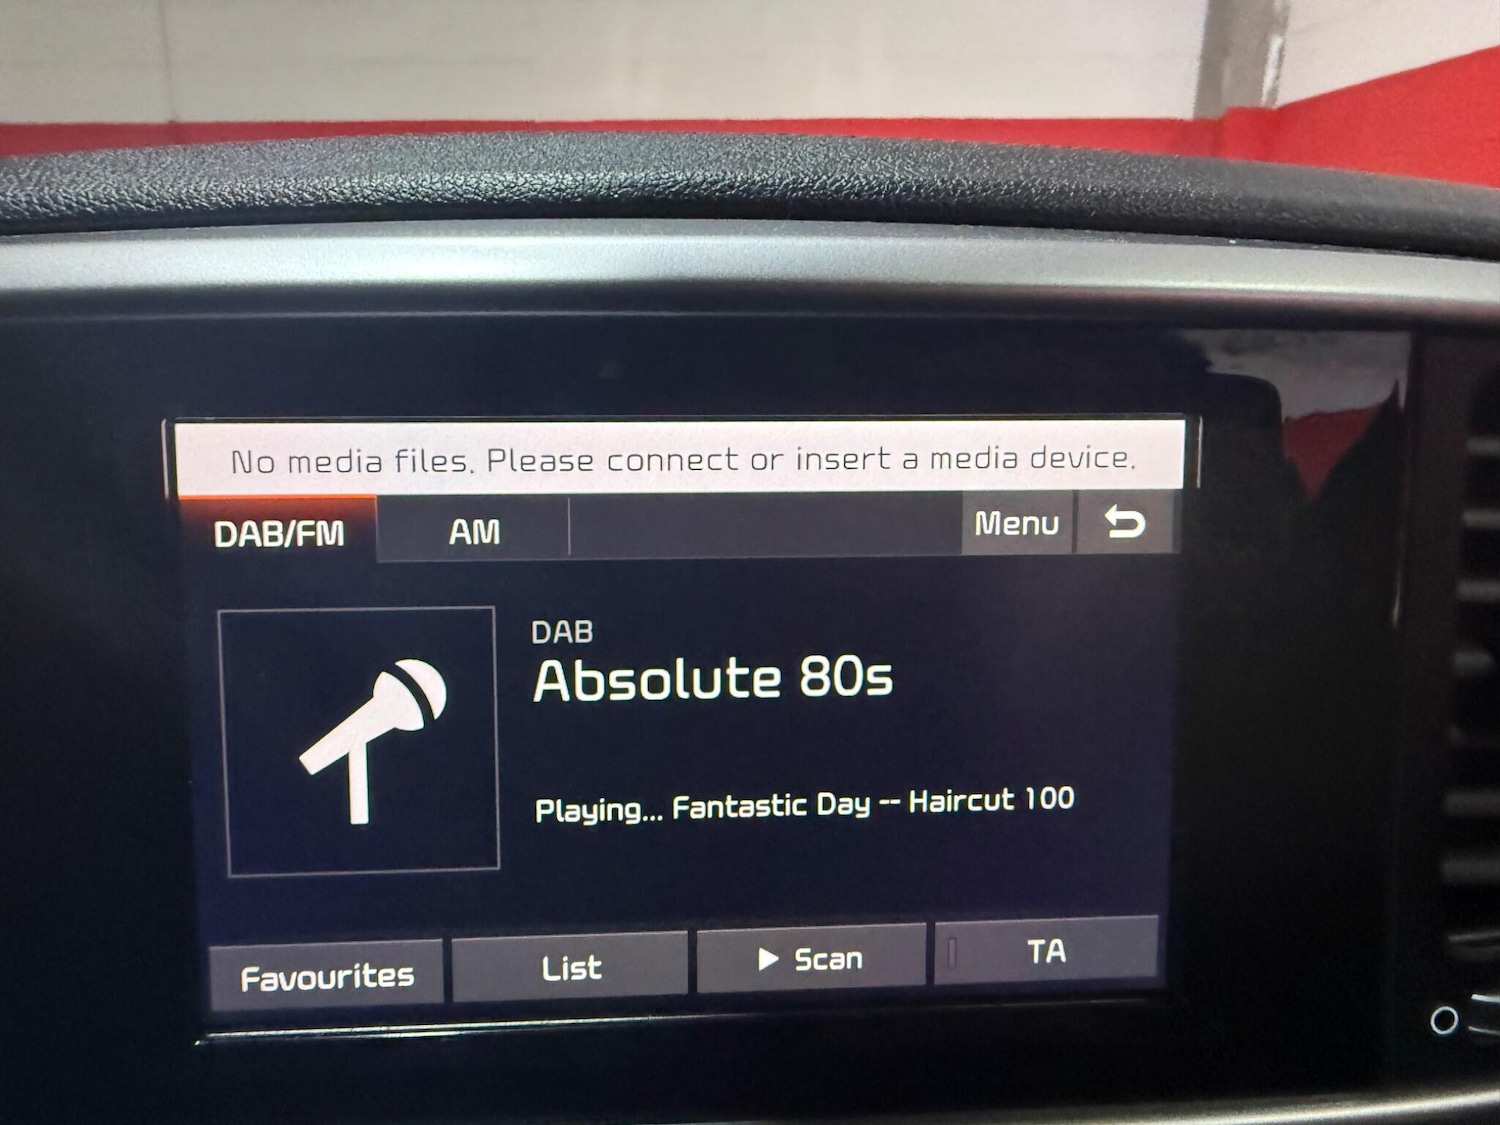 No media files. Please connect or insert a media device.
DAB/FM AM Menu
DAB
Absolute 80s
Playing... Fantastic Day -- Haircut 100
Favourites List Scan TA